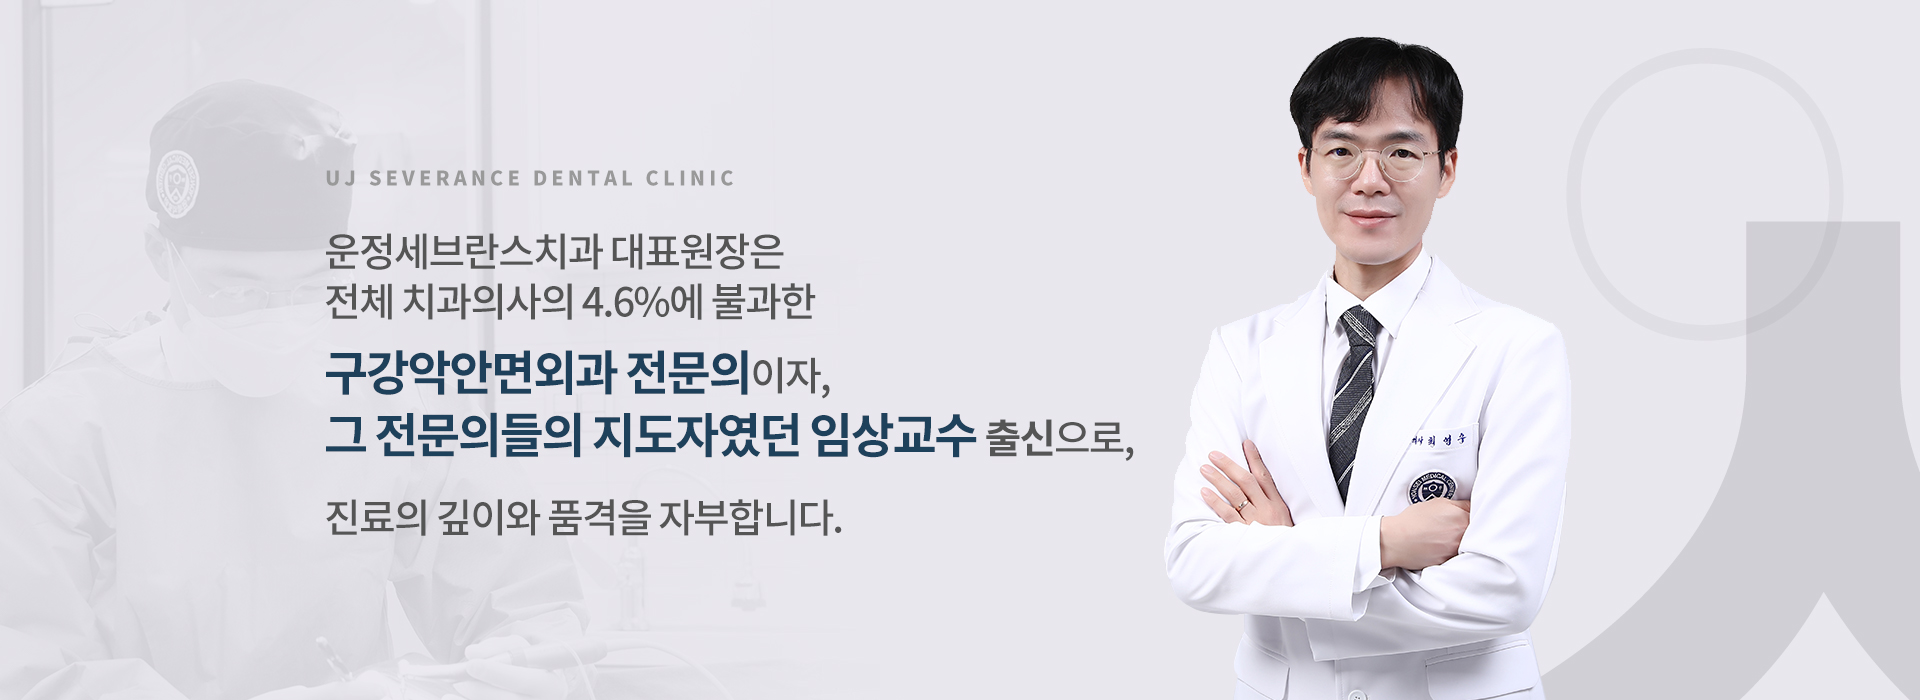 UJ SEVERANCE DENTAL CLINIC
운정세브란스치과 대표원장은
전체 치과의사의 4.6%에 불과한
구강악안면외과 전문의이자,
그 전문의들의 지도자였던 임상교수 출신으로,
진료의 깊이와 품격을 자부합니다.